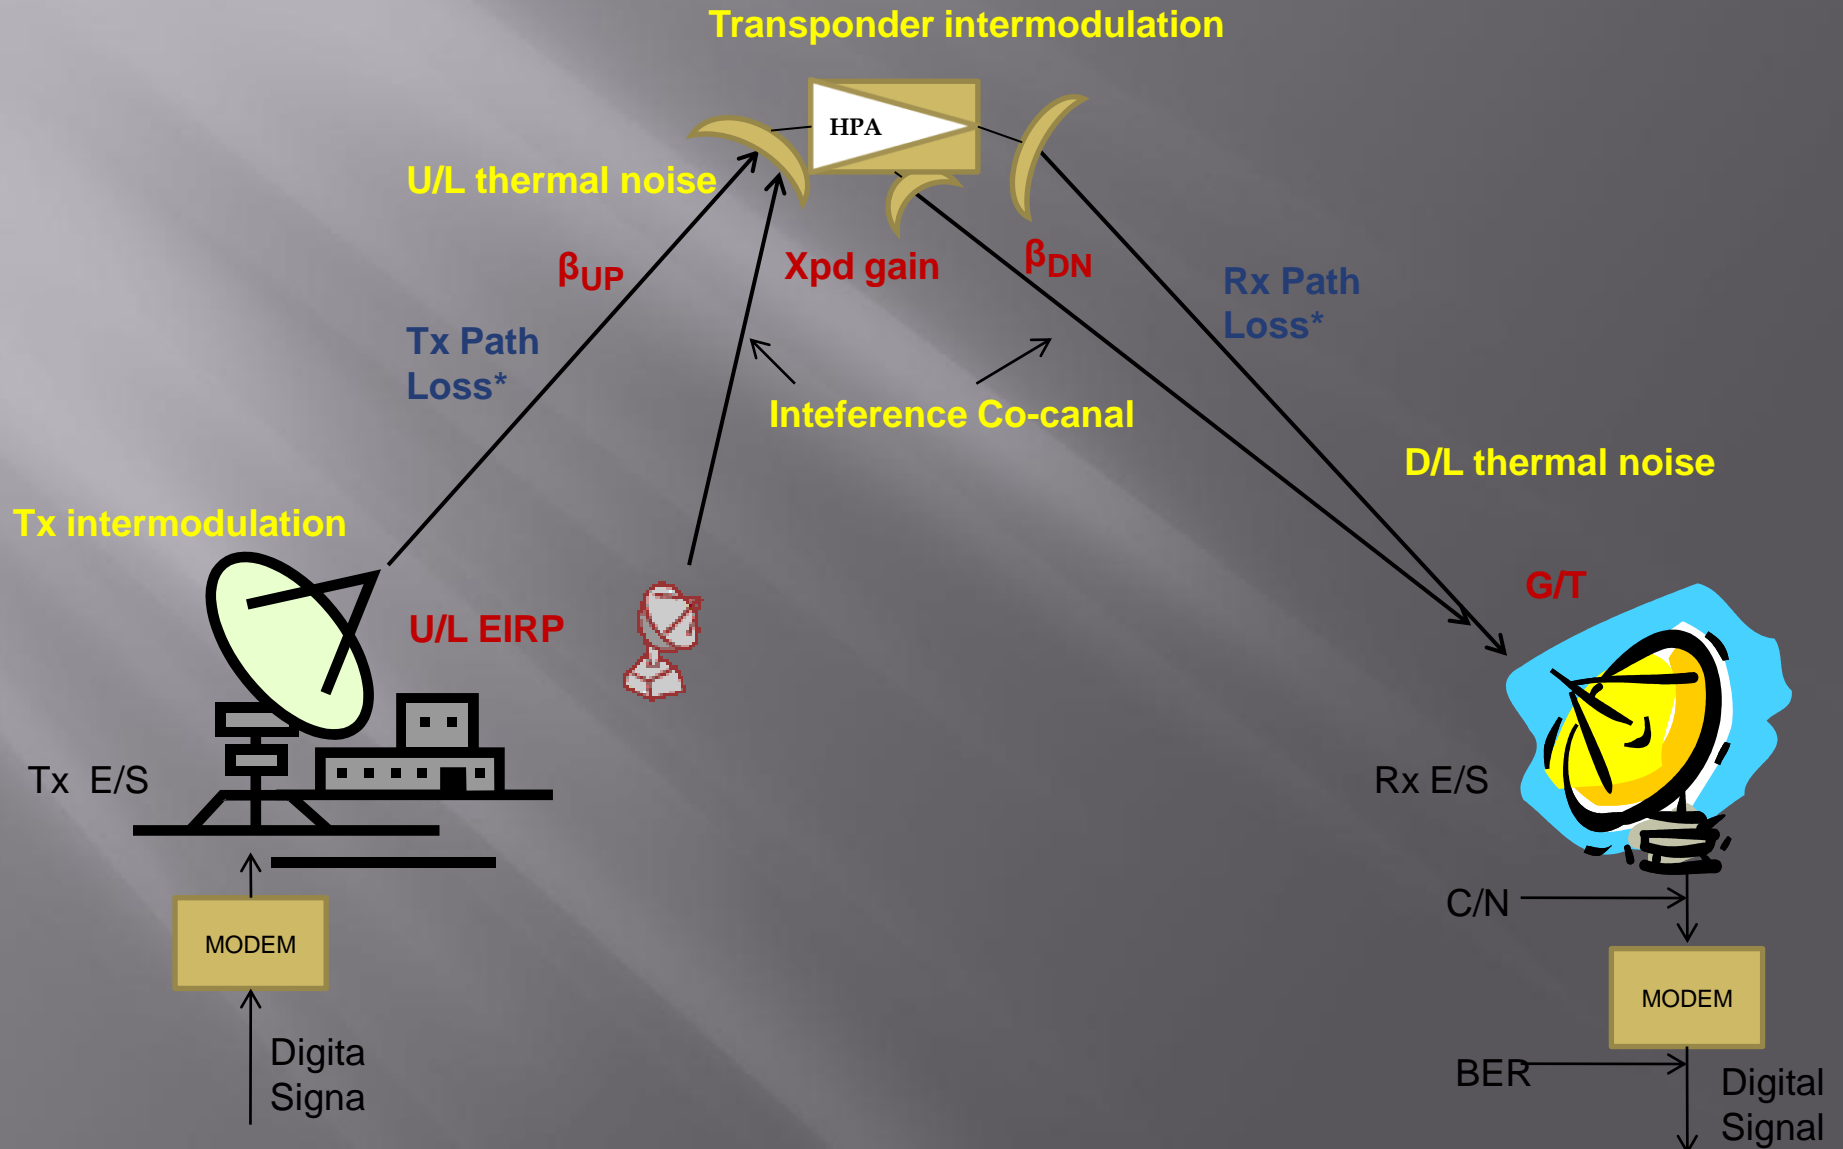 Transponder intermodulation
HPA
U/L thermal noise
βUP
Xpd gain
βDN
Rx Path
Loss*
Tx Path
Loss*
Inteference Co-canal
D/L thermal noise
Tx intermodulation
G/T
U/L EIRP
Tx E/S
Rx E/S
C/N
MODEM
MODEM
Digita
Signa
BER
Digital
Signal